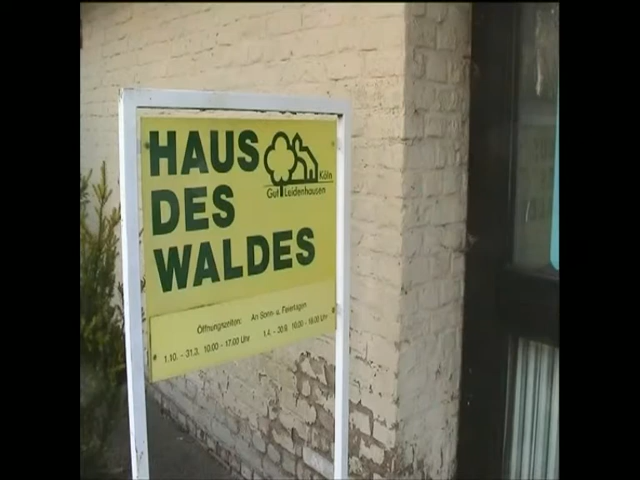 HAUS
DES
WALDES
Köln
Gut Leidenhausen
Öffnungszeiten: An Sonn- u. Feiertagen
1.10. - 31.3. 10.00 - 17.00 Uhr 1.4. - 30.9. 10.00 - 18.00 Uhr